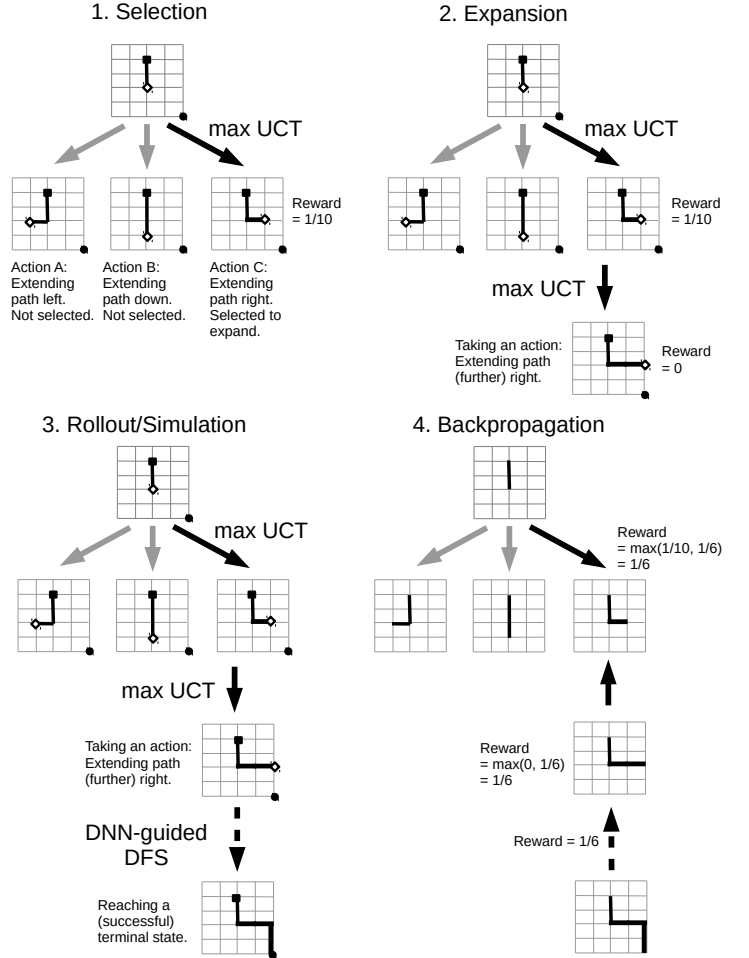 1. Selection
max UCT
Reward
= 1/10
Action A:
Extending
path left.
Not selected.
Action B:
Extending
path down.
Not selected.
Action C:
Extending
path right.
Selected to
expand.
2. Expansion
max UCT
Reward
= 1/10
max UCT
Taking an action:
Extending path
(further) right.
Reward
= 0
3. Rollout/Simulation
max UCT
max UCT
Taking an action:
Extending path
(further) right.
DNN-guided
DFS
Reaching a
(successful)
terminal state.
4. Backpropagation
Reward
= max(1/10, 1/6)
= 1/6
Reward
= max(0, 1/6)
= 1/6
Reward = 1/6